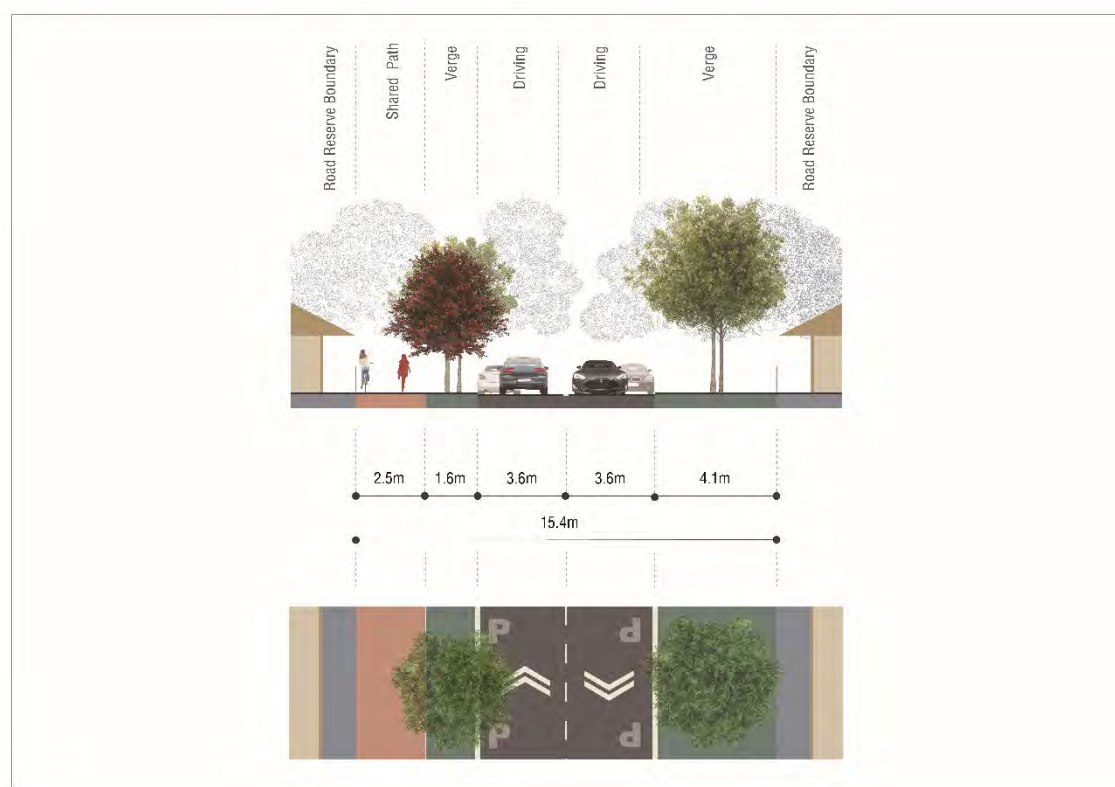 Road Reserve Boundary
Shared Path
Verge
Driving
Driving
Verge
Road Reserve Boundary
2.5m
1.6m
3.6m
3.6m
4.1m
15.4m
P
P
P
P